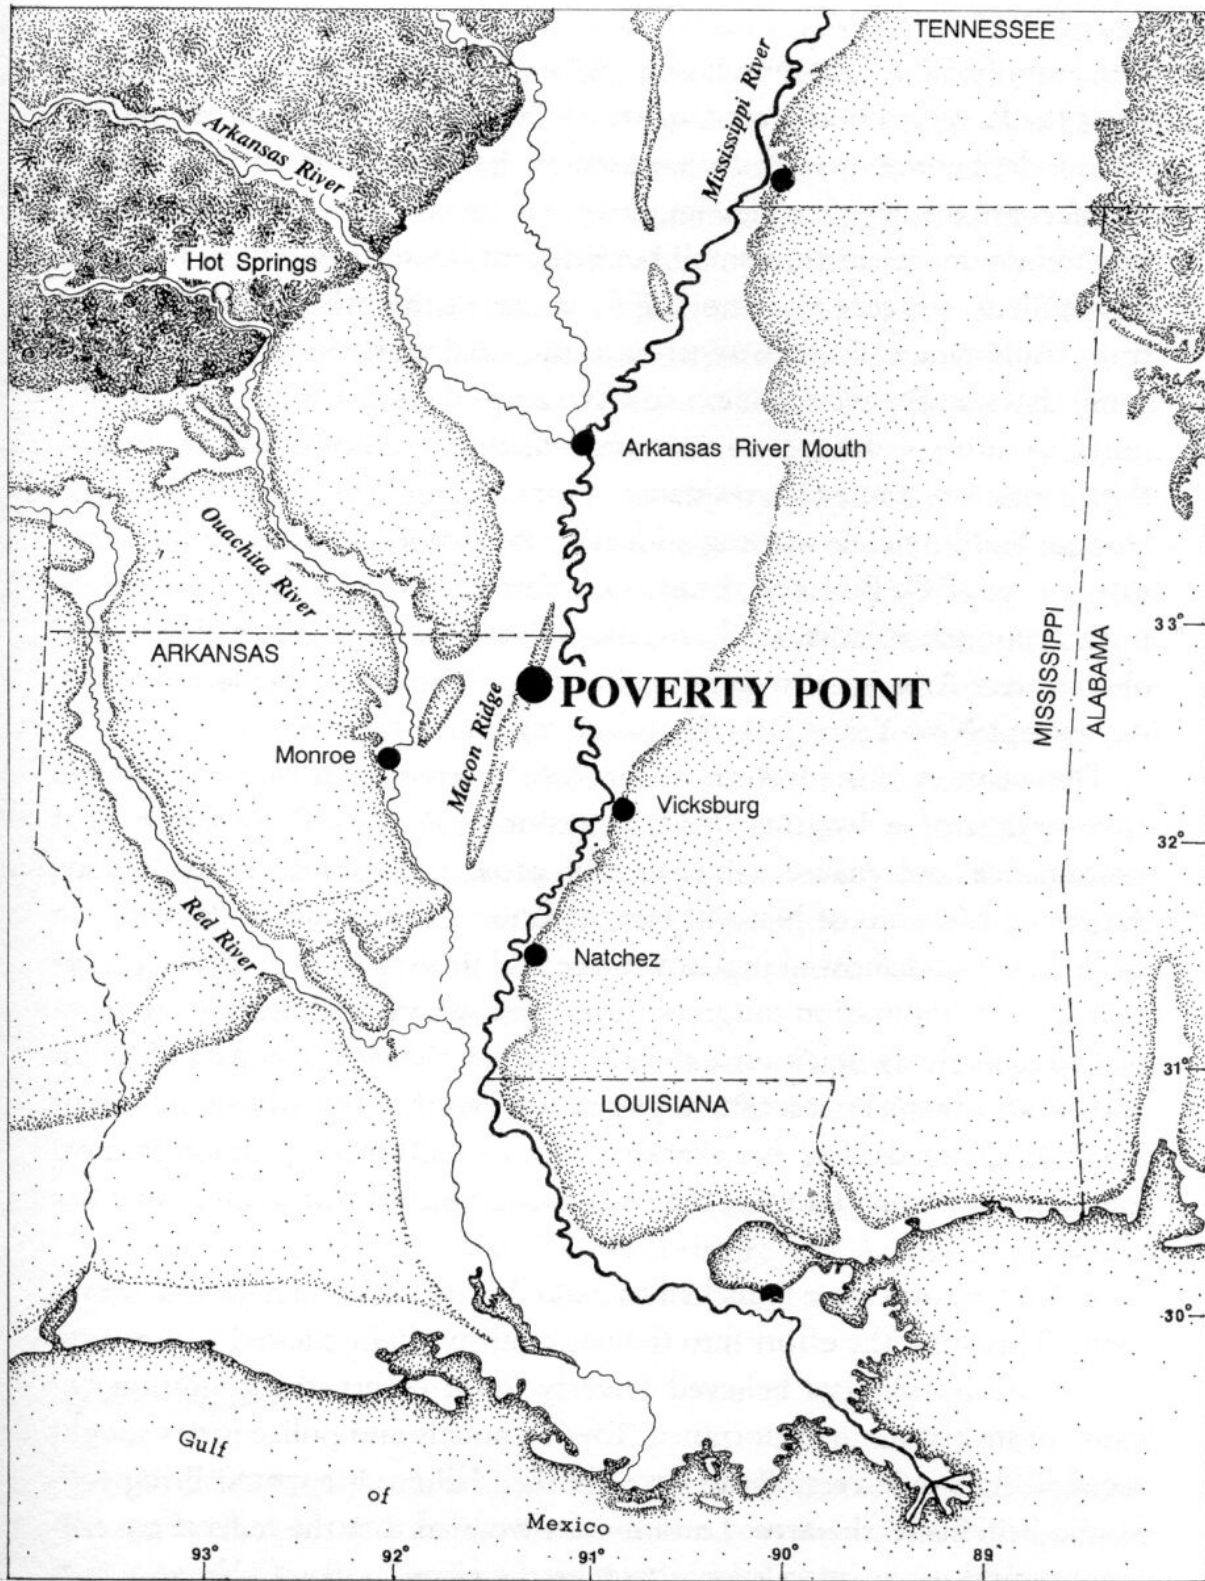 TENNESSEE
Mississippi River
Arkansas River
Hot Springs
Arkansas River Mouth
Ouachita River
ARKANSAS
MISSISSIPPI
ALABAMA
33°
POVERTY POINT
Maçon Ridge
Monroe
Vicksburg
32°
Red River
Natchez
31°
LOUISIANA
30°
Gulf
of
Mexico
93°
92°
91°
90°
89°